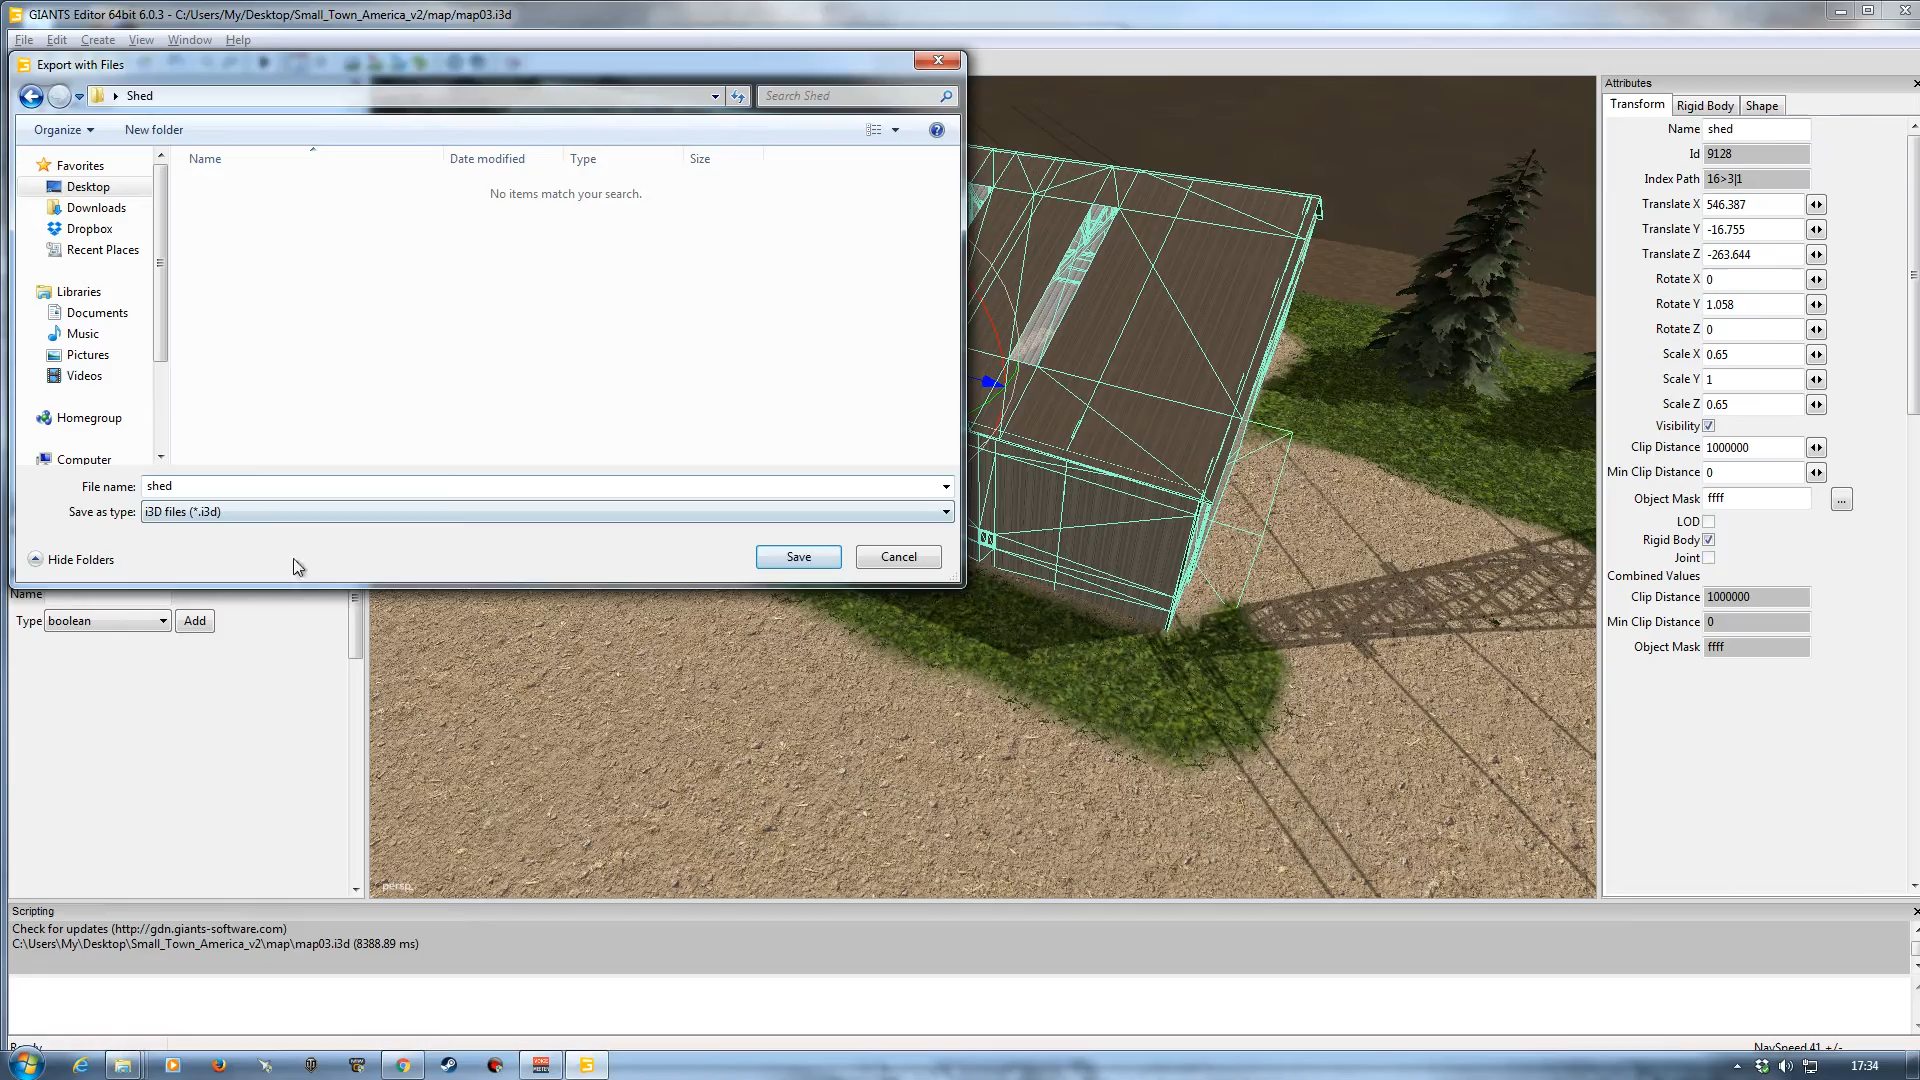 GIANTS Editor 64bit 6.0.3 - C:/Users/My/Desktop/Small_Town_America_v2/map/map03.i3d
File Edit Create View Window Help
Export with Files
Shed
Search Shed
Organize New folder
Name Date modified Type Size
No items match your search.
Favorites
Desktop
Downloads
Dropbox
Recent Places
Libraries
Documents
Music
Pictures
Videos
Homegroup
Computer
File name: shed
Save as type: i3D files (*.i3d)
Hide Folders
Save Cancel
Name
Type boolean Add
persp
Attributes
Transform Rigid Body Shape
Name shed
Id 9128
Index Path 16>3|1
Translate X 546.387
Translate Y -16.755
Translate Z -263.644
Rotate X 0
Rotate Y 1.058
Rotate Z 0
Scale X 0.65
Scale Y 1
Scale Z 0.65
Visibility
Clip Distance 1000000
Min Clip Distance 0
Object Mask ffff ...
LOD
Rigid Body
Joint
Combined Values
Clip Distance 1000000
Min Clip Distance 0
Object Mask ffff
Scripting
Check for updates (http://gdn.giants-software.com)
C:\Users\My\Desktop\Small_Town_America_v2\map\map03.i3d (8388.89 ms)
NavSpeed 41 +/-
17:34